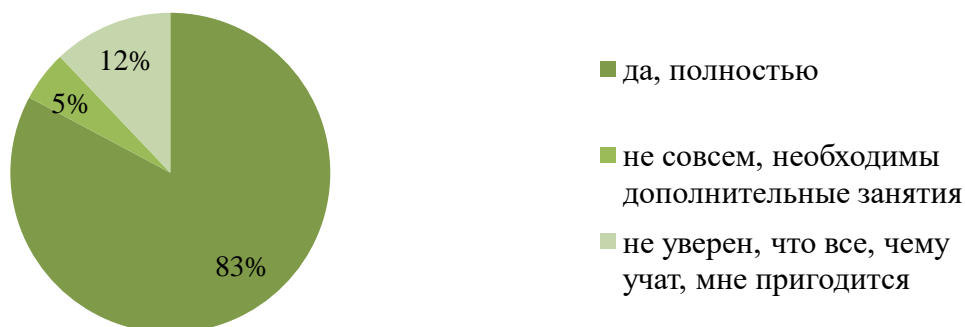 12%
5%
83%
да, полностью
не совсем, необходимы
дополнительные занятия
не уверен, что все, чему
учат, мне пригодится